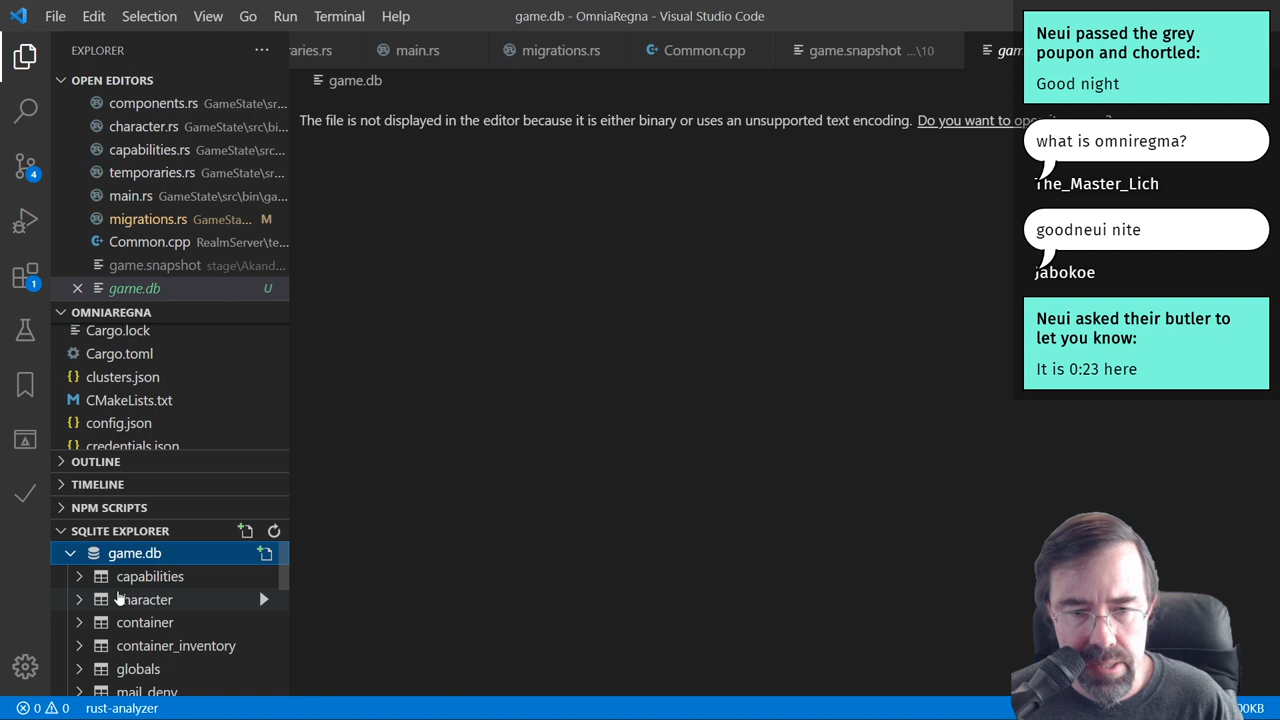 File Edit Selection View Go Run Terminal Help
game.db - OmniaRegna - Visual Studio Code
EXPLORER
main.rs
migrations.rs
Common.cpp
game.snapshot ...\10
OPEN EDITORS
components.rs GameState\sr...
character.rs GameState\src\bi...
capabilities.rs GameState\src...
temporaries.rs GameState\sr...
main.rs GameState\src\bin\ga...
migrations.rs GameSta... M
Common.cpp RealmServer\te...
game.snapshot stage\Akand...
game.db U
OMNIAREGNA
Cargo.lock
Cargo.toml
clusters.json
CMakeLists.txt
config.json
credentials.json
OUTLINE
TIMELINE
NPM SCRIPTS
SQLITE EXPLORER
game.db
capabilities
character
container
container_inventory
globals
mail_deny
game.db
The file is not displayed in the editor because it is either binary or uses an unsupported text encoding. Do you want to
Neui passed the grey
poupon and chortled:
Good night
what is omniregma?
The_Master_Lich
goodneui nite
jabokoe
Neui asked their butler to
let you know:
It is 0:23 here
4
1
0 0 rust-analyzer